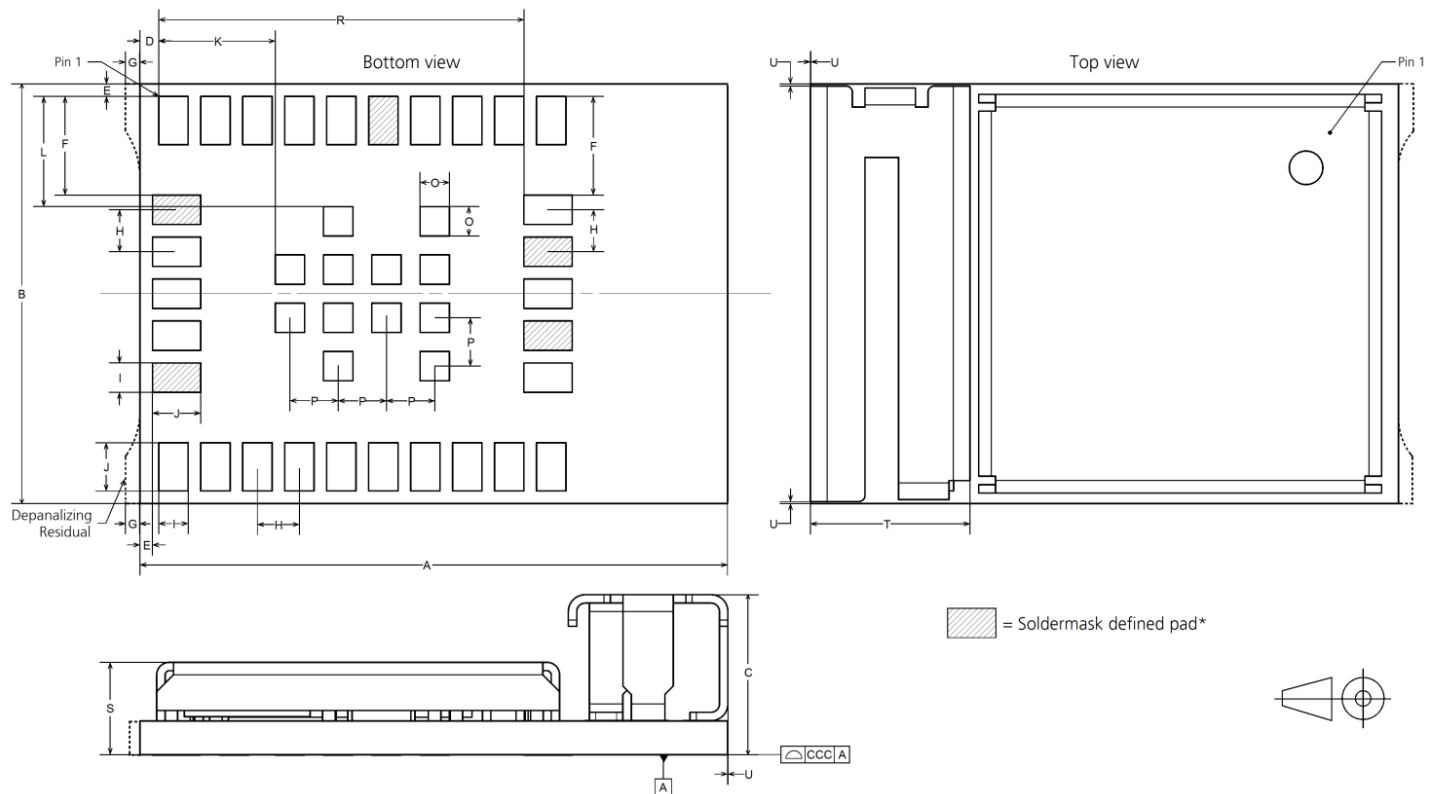 R
D K
Bottom view
Top view
Pin 1
G
U
U
Pin 1
E
F
L
F
O
O
H
H
B
P
I
P P P
J
J
Depanalizing
Residual
G
I
H
E
U
T
A
= Soldermask defined pad*
C
S
CCC A
U
A